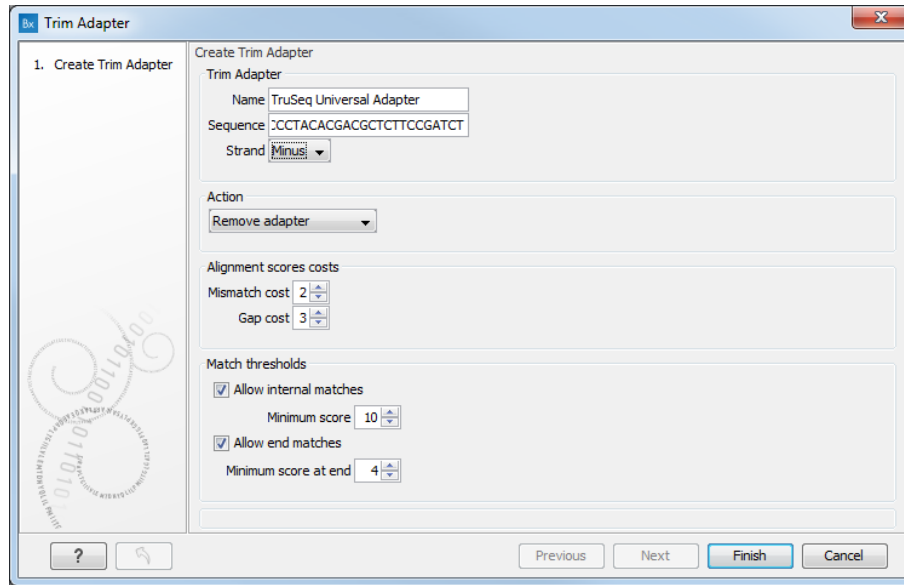 Bx Trim Adapter
1. Create Trim Adapter
Create Trim Adapter
Trim Adapter
Name TruSeq Universal Adapter
Sequence CCCTACACGACGCTCTTCCGATCT
Strand Minus
Action
Remove adapter
Alignment scores costs
Mismatch cost 2
Gap cost 3
Match thresholds
Allow internal matches
Minimum score 10
Allow end matches
Minimum score at end 4
? Previous Next Finish Cancel